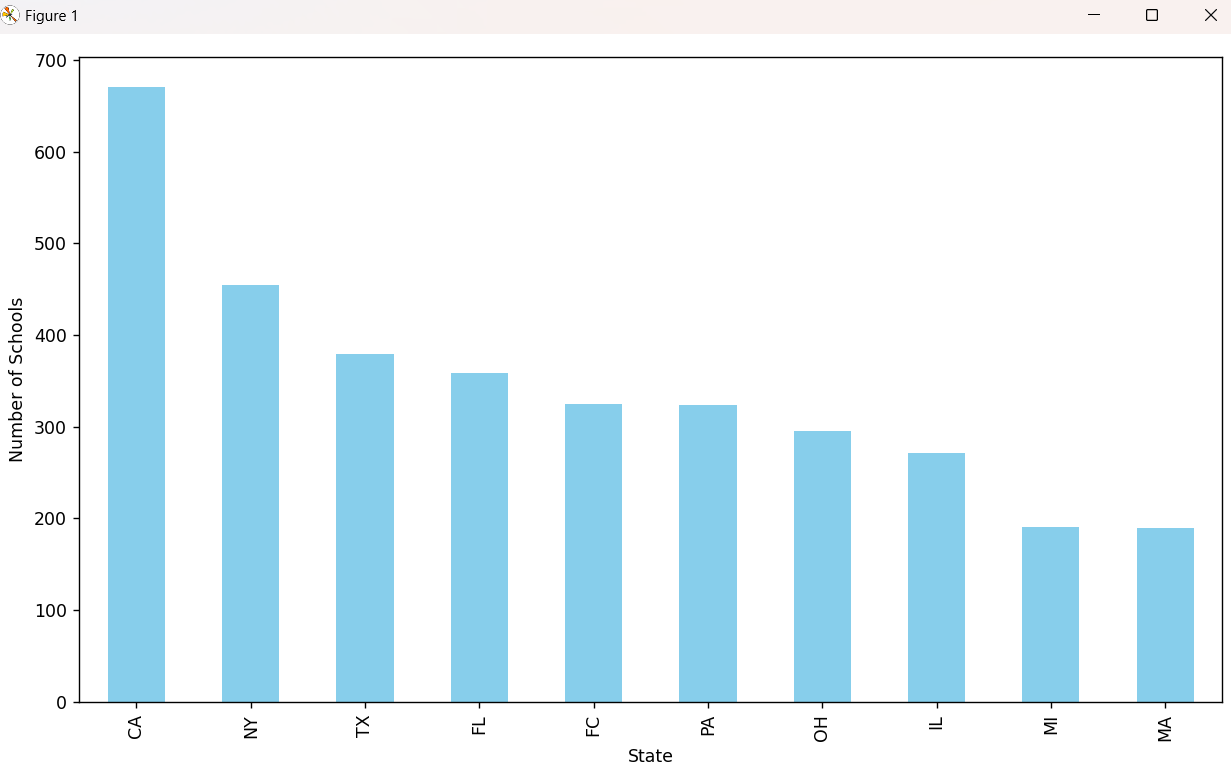 Figure 1
700
600
500
400
300
200
100
0
Number of Schools
CA
NY
TX
FL
FC
PA
OH
IL
MI
MA
State